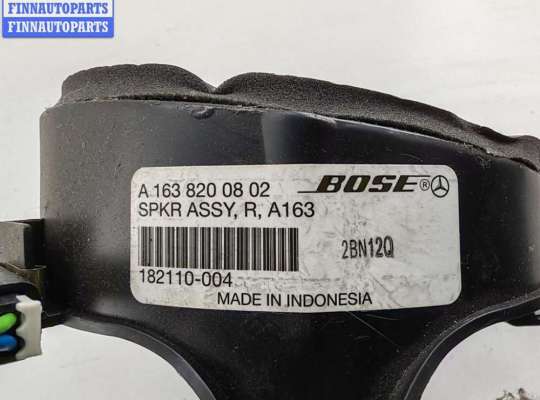 FINNAUTOPARTS
FINNAUTOPARTS
A 163 820 08 02
BOSE ®
SPKR ASSY, R, A163
2BN12Q
182110-004
MADE IN INDONESIA